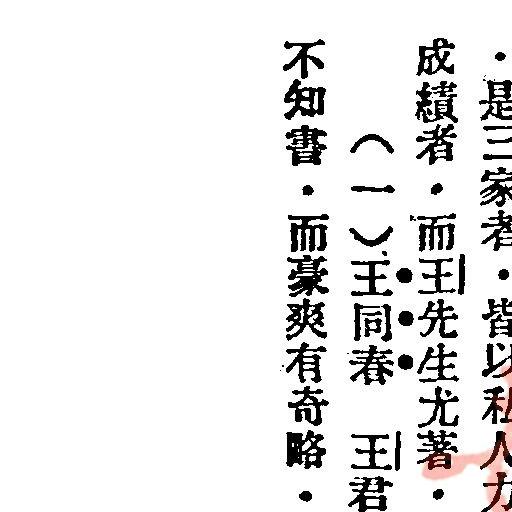 ・是三家者・皆以私人力
成績者・而王先生尤著・
（一）王同春　王君
不知書・而豪爽有奇略・